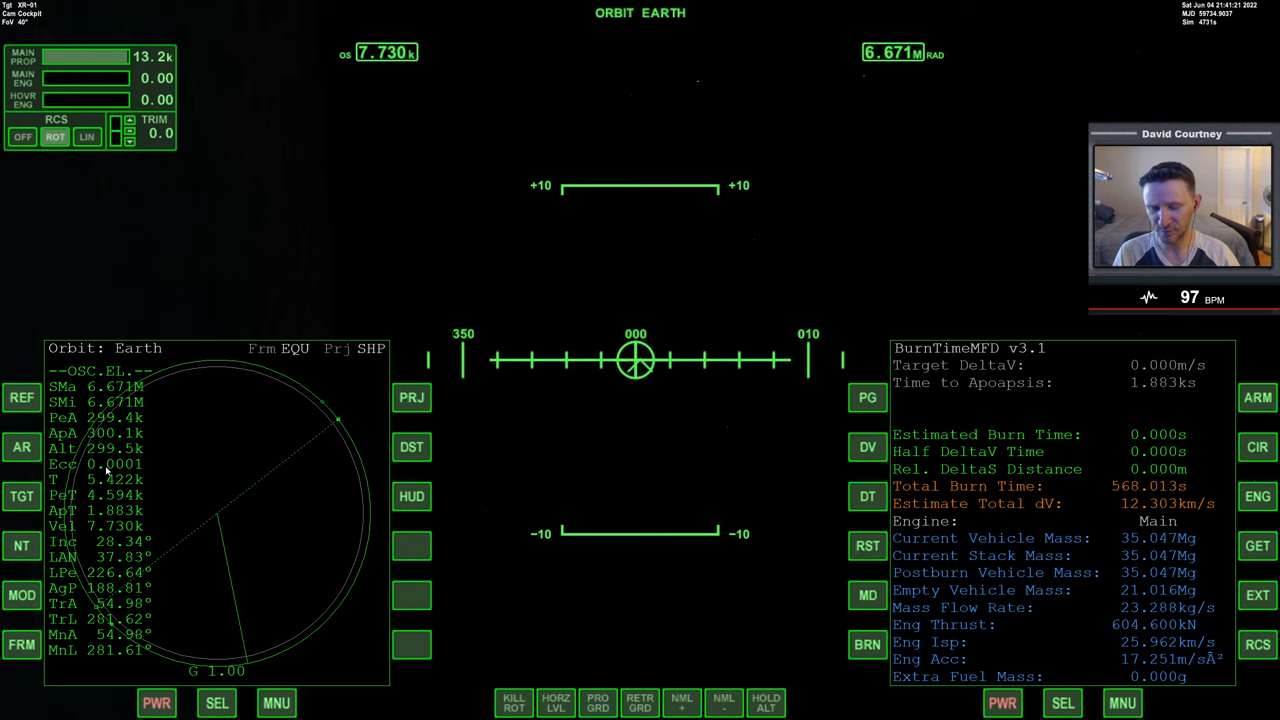 Tgt XR-01
Cam Cockpit
FoV 40°
ORBIT EARTH
Sat Jun 04 21:41:21 2022
MJD 59734.9037
Sim 4731s
MAIN PROP 13.2k
MAIN ENG 0.00
HOVR ENG 0.00
RCS TRIM
OFF ROT LIN 0.0
OS 7.730k
6.671M RAD
+10 +10
350 000 010
-10 -10
David Courtney
97 BPM
Orbit: Earth Frm EQU Prj SHP
--OSC.EL.--
SMa 6.671M
SMi 6.671M
PeA 299.4k
ApA 300.1k
Alt 299.5k
Ecc 0.0001
T 5.422k
PeT 4.594k
ApT 1.883k
Vel 7.730k
Inc 28.34°
LAN 37.83°
LPe 226.64°
AgP 188.81°
TrA 54.98°
TrL 281.62°
MnA 54.98°
MnL 281.61°
G 1.00
REF
AR
TGT
NT
MOD
FRM
PRJ
DST
HUD
PWR SEL MNU
KILL ROT
HORZ LVL
PRO GRD
RETR GRD
NML +
NML -
HOLD ALT
BurnTimeMFD v3.1
Target DeltaV: 0.000m/s
Time to Apoapsis: 1.883ks
Estimated Burn Time: 0.000s
Half DeltaV Time 0.000s
Rel. DeltaS Distance 0.000m
Total Burn Time: 568.013s
Estimate Total dV: 12.303km/s
Engine: Main
Current Vehicle Mass: 35.047Mg
Current Stack Mass: 35.047Mg
Postburn Vehicle Mass: 35.047Mg
Empty Vehicle Mass: 21.016Mg
Mass Flow Rate: 23.288kg/s
Eng Thrust: 604.600kN
Eng Isp: 25.962km/s
Eng Acc: 17.251m/sÂ²
Extra Fuel Mass: 0.000g
PG
DV
DT
RST
MD
BRN
ARM
CIR
ENG
GET
EXT
RCS
PWR SEL MNU